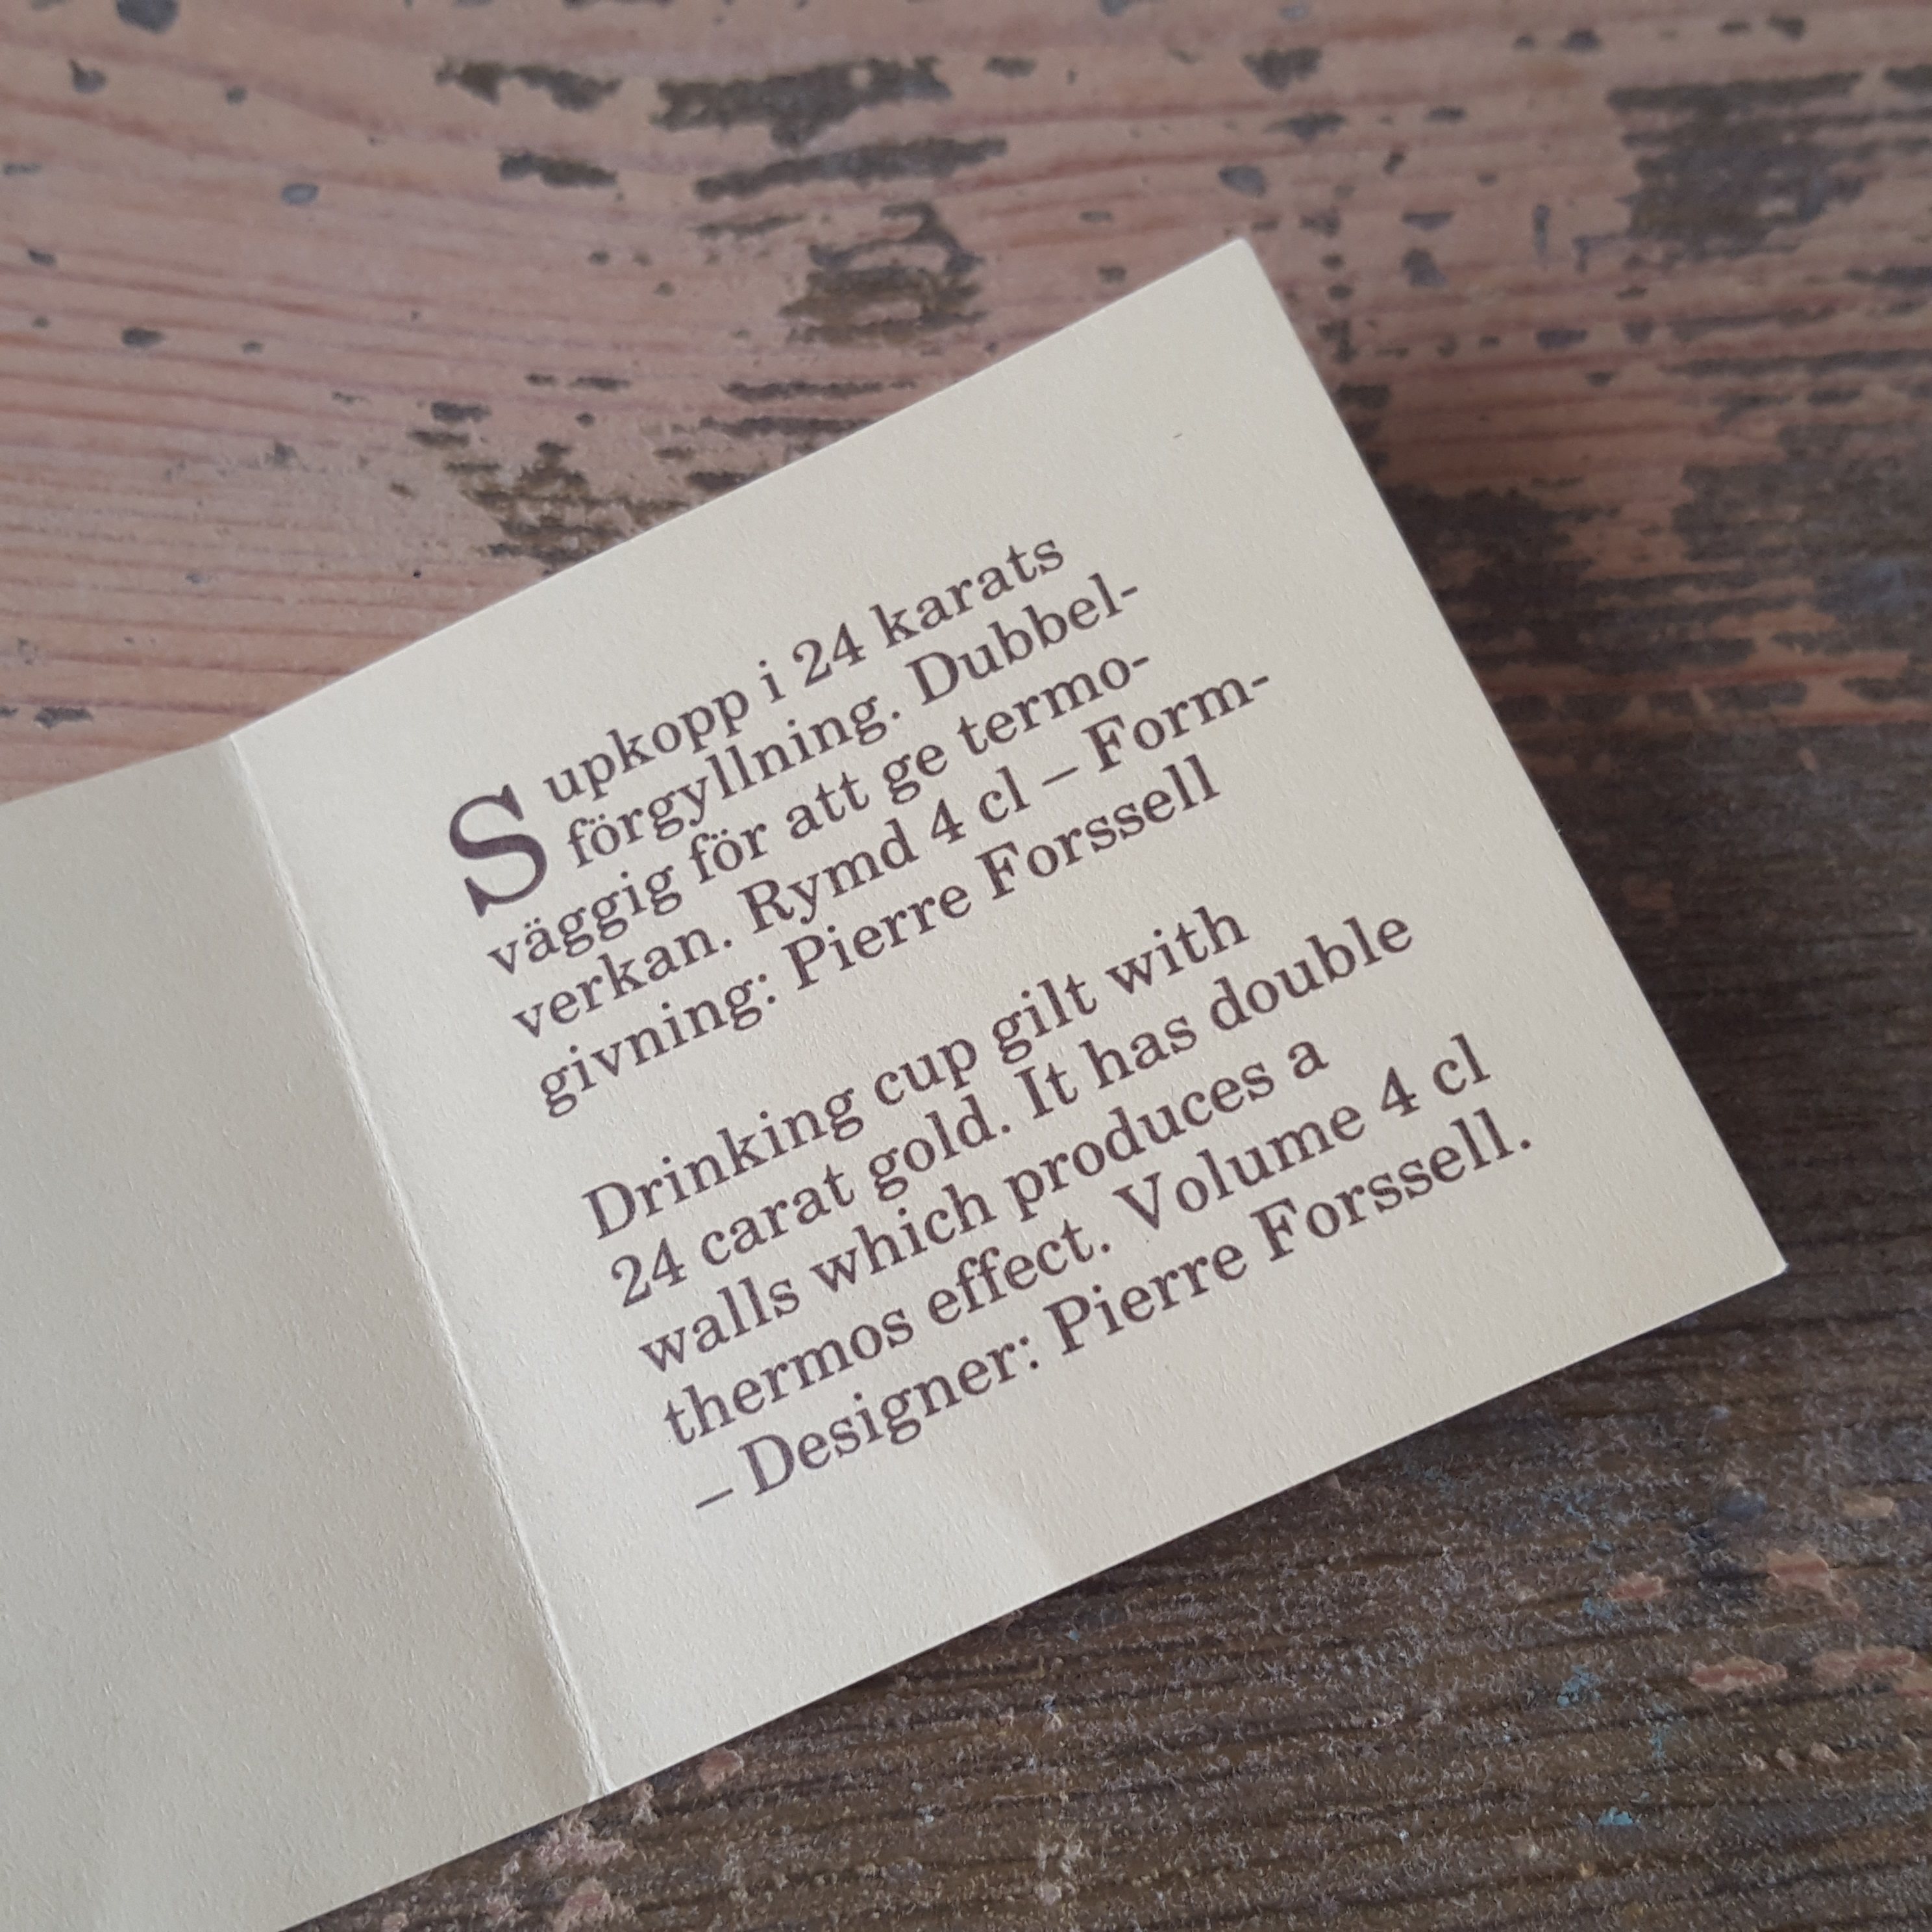 Supkopp i 24 karats
förgyllning. Dubbel-
väggig för att ge termo-
verkan. Rymd 4 cl – Form-
givning: Pierre Forssell
Drinking cup gilt with
24 carat gold. It has double
walls which produces a
thermos effect. Volume 4 cl
– Designer: Pierre Forssell.